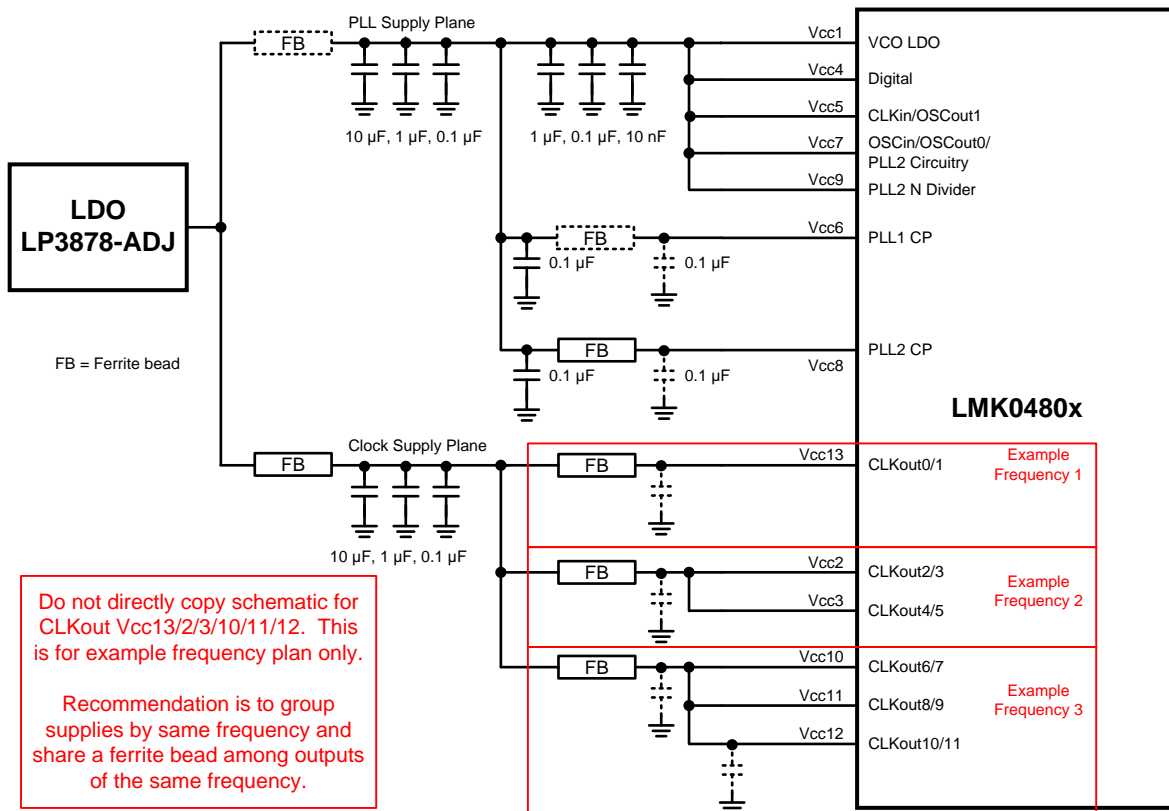 PLL Supply Plane
FB
10 µF, 1 µF, 0.1 µF
1 µF, 0.1 µF, 10 nF
Vcc1
VCO LDO
Vcc4
Digital
Vcc5
CLKin/OSCout1
Vcc7
OSCin/OSCout0/
PLL2 Circuitry
Vcc9
PLL2 N Divider
LDO
LP3878-ADJ
FB
0.1 µF
0.1 µF
Vcc6
PLL1 CP
FB = Ferrite bead
FB
0.1 µF
0.1 µF
Vcc8
PLL2 CP
LMK0480x
Clock Supply Plane
FB
10 µF, 1 µF, 0.1 µF
FB
Vcc13
CLKout0/1
Example
Frequency 1
FB
Vcc2
CLKout2/3
Vcc3
CLKout4/5
Example
Frequency 2
FB
Vcc10
CLKout6/7
Vcc11
CLKout8/9
Vcc12
CLKout10/11
Example
Frequency 3
Do not directly copy schematic for
CLKout Vcc13/2/3/10/11/12. This
is for example frequency plan only.
Recommendation is to group
supplies by same frequency and
share a ferrite bead among outputs
of the same frequency.